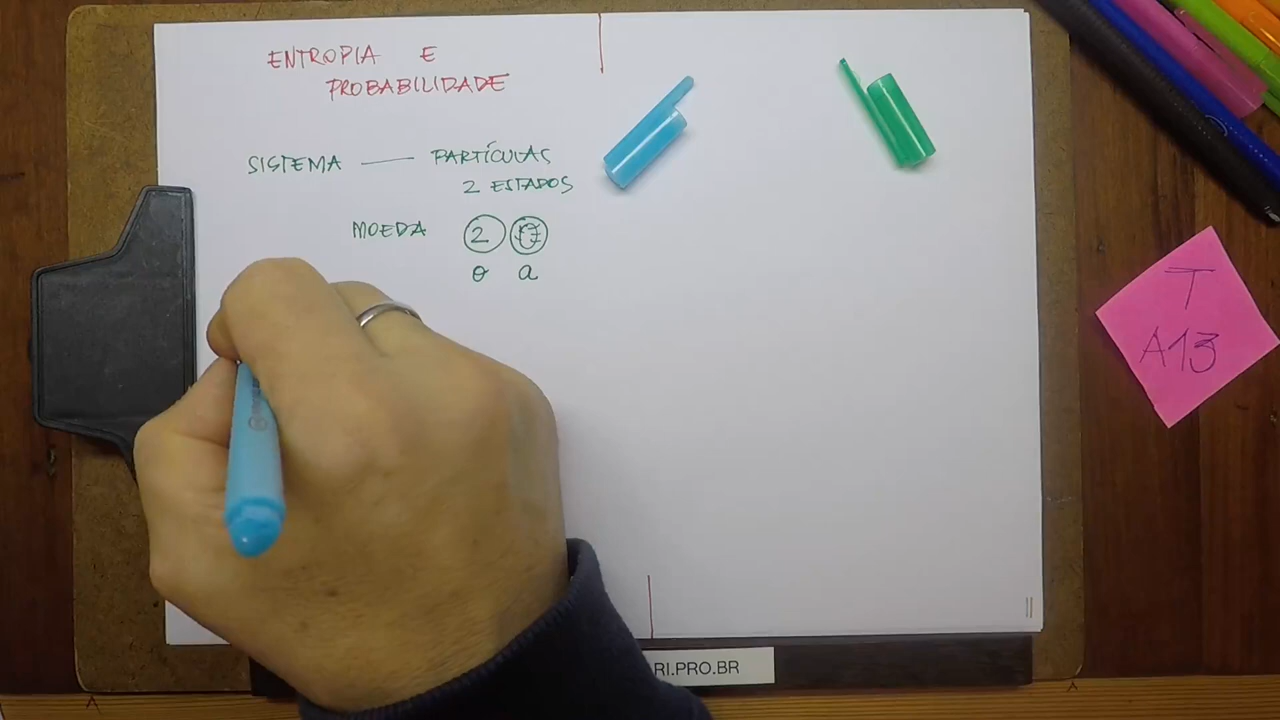 ENTROPIA E
PROBABILIDADE
SISTEMA — PARTÍCULAS
2 ESTADOS
MOEDA 2
o a
T
A13
RI.PRO.BR